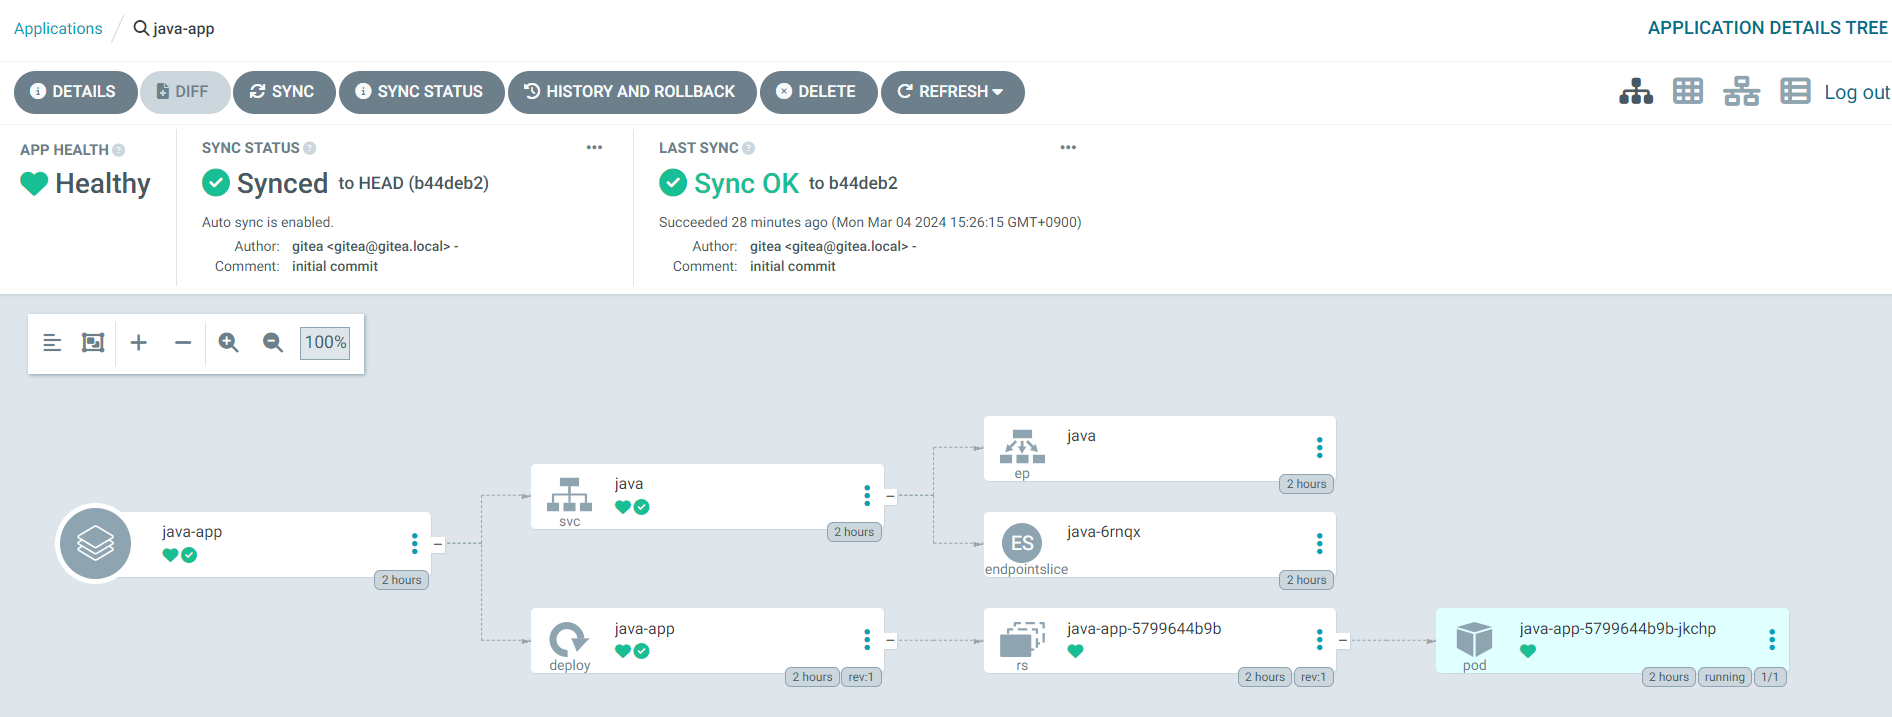 Applications / java-app
APPLICATION DETAILS TREE
DETAILS DIFF SYNC SYNC STATUS HISTORY AND ROLLBACK DELETE REFRESH
Log out
APP HEALTH
Healthy
SYNC STATUS
Synced to HEAD (b44deb2)
Auto sync is enabled.
Author: gitea <gitea@gitea.local> -
Comment: initial commit
LAST SYNC
Sync OK to b44deb2
Succeeded 28 minutes ago (Mon Mar 04 2024 15:26:15 GMT+0900)
Author: gitea <gitea@gitea.local> -
Comment: initial commit
100%
java-app
2 hours
java
svc
2 hours
java
ep
2 hours
ES
java-6rnqx
endpointslice
2 hours
java-app
deploy
2 hours rev:1
java-app-5799644b9b
rs
2 hours rev:1
java-app-5799644b9b-jkchp
pod
2 hours running 1/1